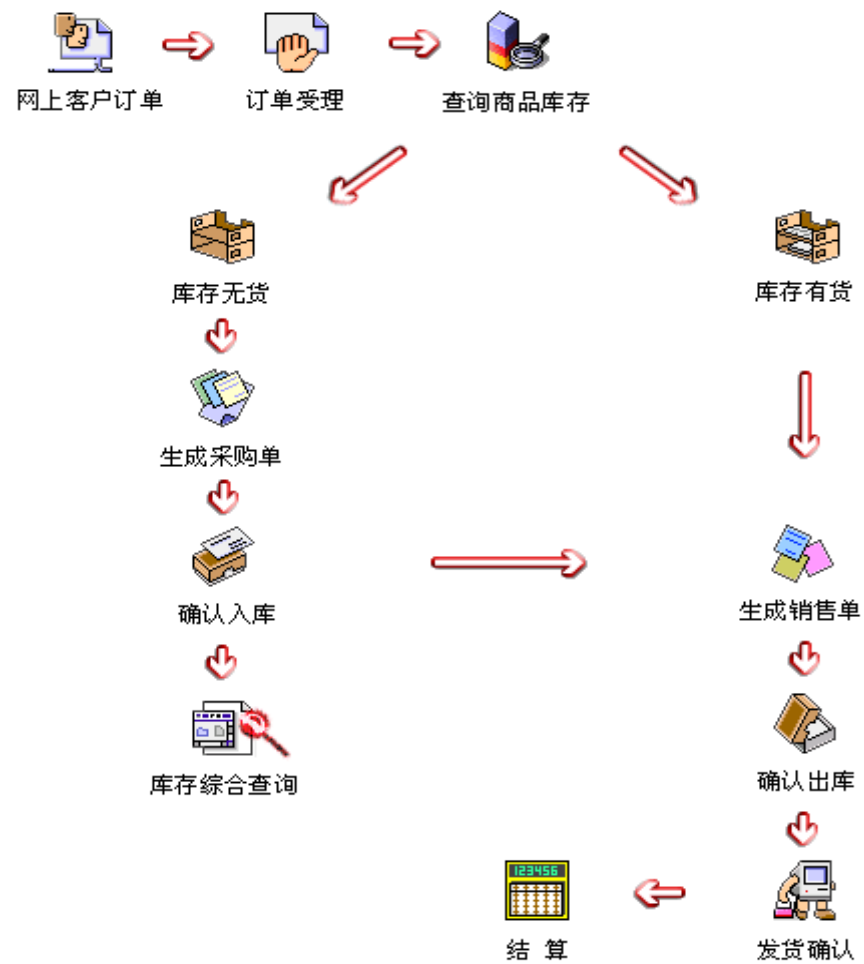 网上客户订单
订单受理
查询商品库存
库存无货
库存有货
生成采购单
确认入库
生成销售单
库存综合查询
确认出库
123456
结 算
发货确认